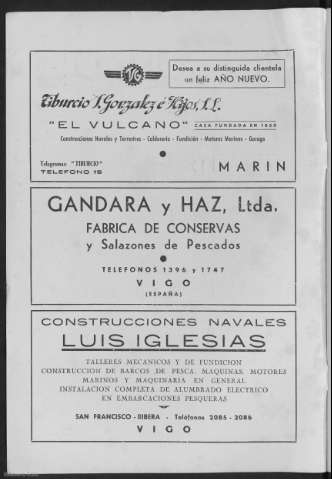 Desea a su distinguida clientela
un feliz AÑO NUEVO.
Tiburcio S. Gonzalez é Hijos, S.L.
"EL VULCANO" CASA FUNDADA EN
Construcciones Navales y Terrestres - Calderería - Fundición - Motores Marinos - Garage
Telegramas "TIBURCIO"
TELEFONO 15
MARIN
GANDARA y HAZ, Ltda.
FABRICA DE CONSERVAS
y Salazones de Pescados
TELEFONOS 1396 y 1747
VIGO
(ESPAÑA)
CONSTRUCCIONES NAVALES
LUIS IGLESIAS
TALLERES MECANICOS Y DE FUNDICION
CONSTRUCCION DE BARCOS DE PESCA, MAQUINAS, MOTORES
MARINOS Y MAQUINARIA EN GENERAL
INSTALACION COMPLETA DE ALUMBRADO ELECTRICO
EN EMBARCACIONES PESQUERAS
SAN FRANCISCO - RIBERA - Teléfonos 2085 - 2086
VIGO